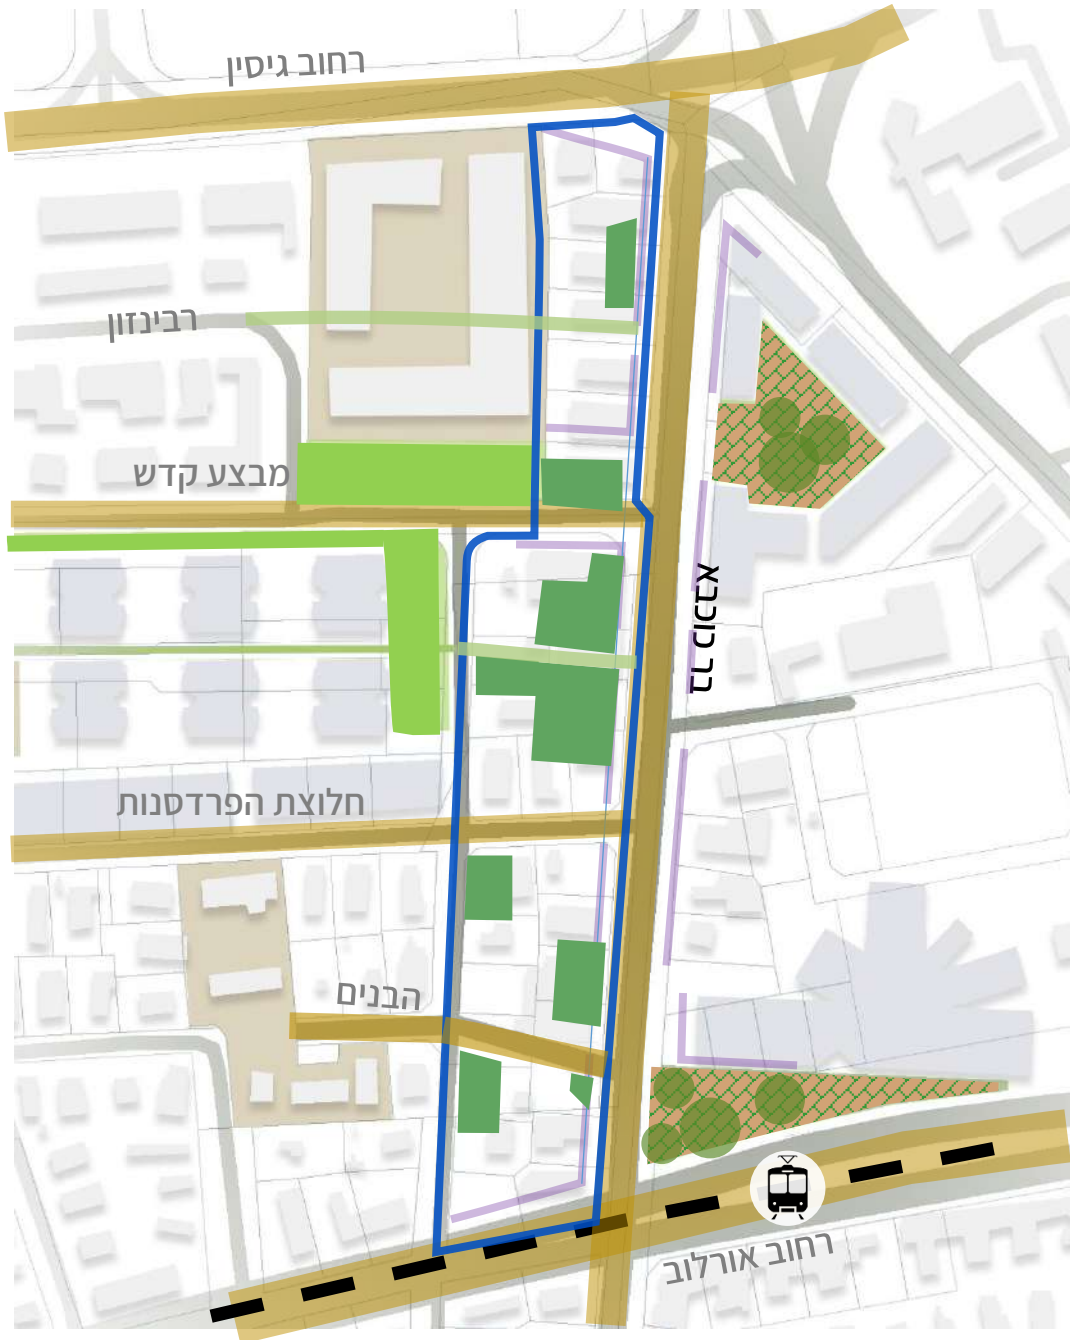 רחוב גיסין
רבינזון
מבצע קדש
בר כוכבא
חלוצת הפרדסנות
הבנים
רחוב אורלוב